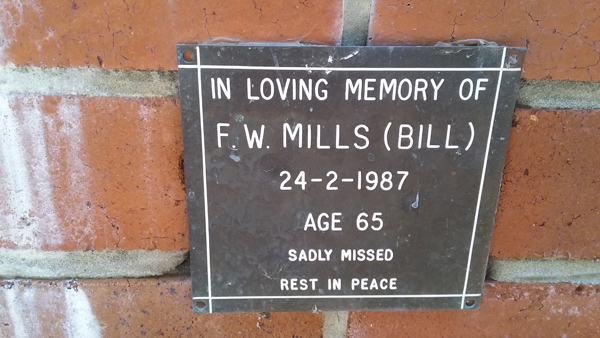 IN LOVING MEMORY OF
F. W. MILLS (BILL)
24-2-1987
AGE 65
SADLY MISSED
REST IN PEACE